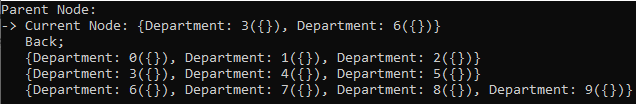 Parent Node:
-> Current Node: {Department: 3({}), Department: 6({})}
Back;
{Department: 0({}), Department: 1({}), Department: 2({})}
{Department: 3({}), Department: 4({}), Department: 5({})}
{Department: 6({}), Department: 7({}), Department: 8({}), Department: 9({})}